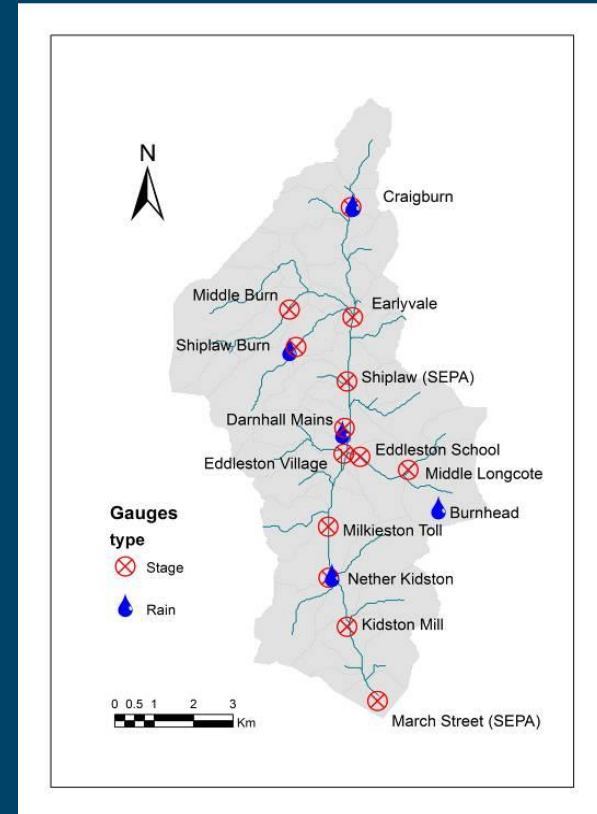 N
Craigburn
Middle Burn
Earlyvale
Shiplaw Burn
Shiplaw (SEPA)
Darnhall Mains
Eddleston School
Eddleston Village
Middle Longcote
Burnhead
Gauges
type
Milkieston Toll
Stage
Nether Kidston
Rain
Kidston Mill
0 0.5 1 2 3
Km
March Street (SEPA)